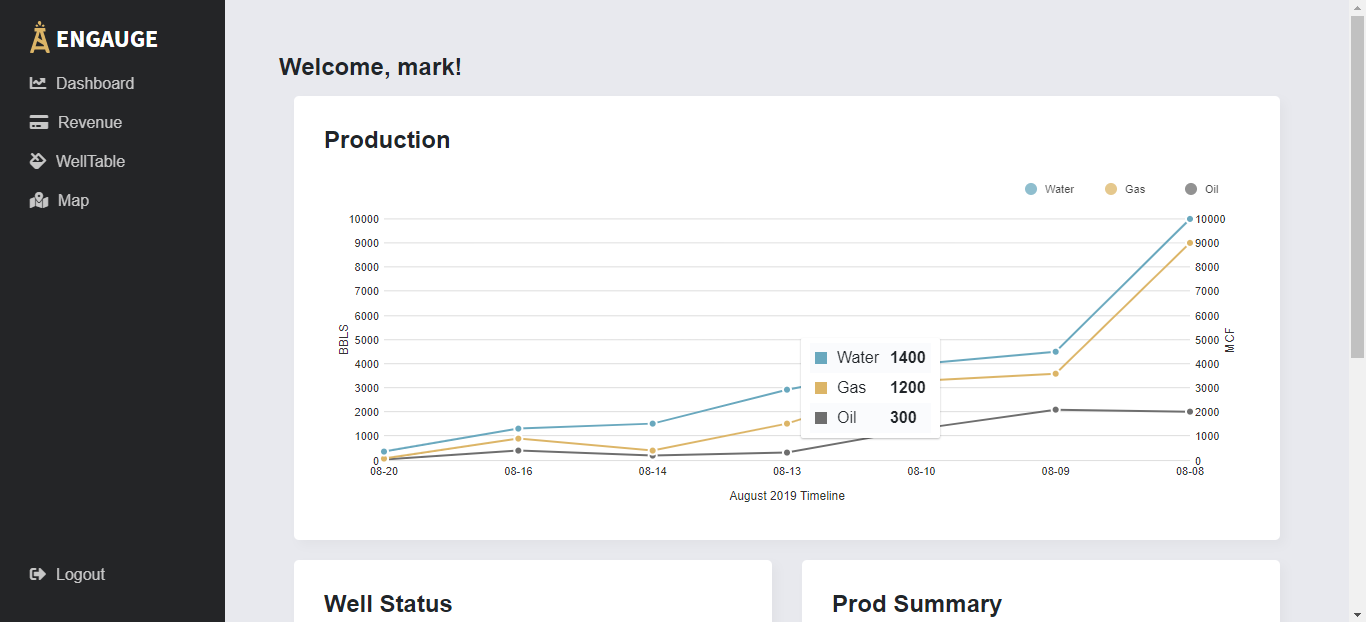 ENGAUGE
Dashboard
Revenue
WellTable
Map
Logout
Welcome, mark!
Production
Water Gas Oil
10000 10000
9000 9000
8000 8000
7000 7000
6000 6000
5000 5000
4000 4000
3000 3000
2000 2000
1000 1000
0 0
BBLS
MCF
Water 1400
Gas 1200
Oil 300
08-20 08-16 08-14 08-13 08-10 08-09 08-08
August 2019 Timeline
Well Status
Prod Summary